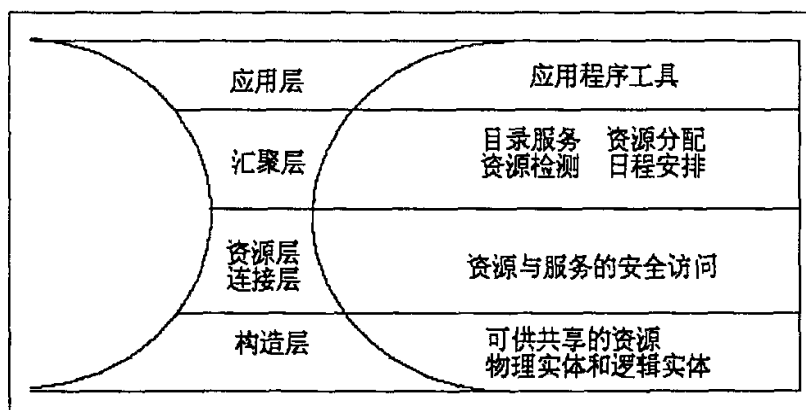 应用层
应用程序工具
汇聚层
目录服务 资源分配
资源检测 日程安排
资源层
连接层
资源与服务的安全访问
构造层
可供共享的资源
物理实体和逻辑实体